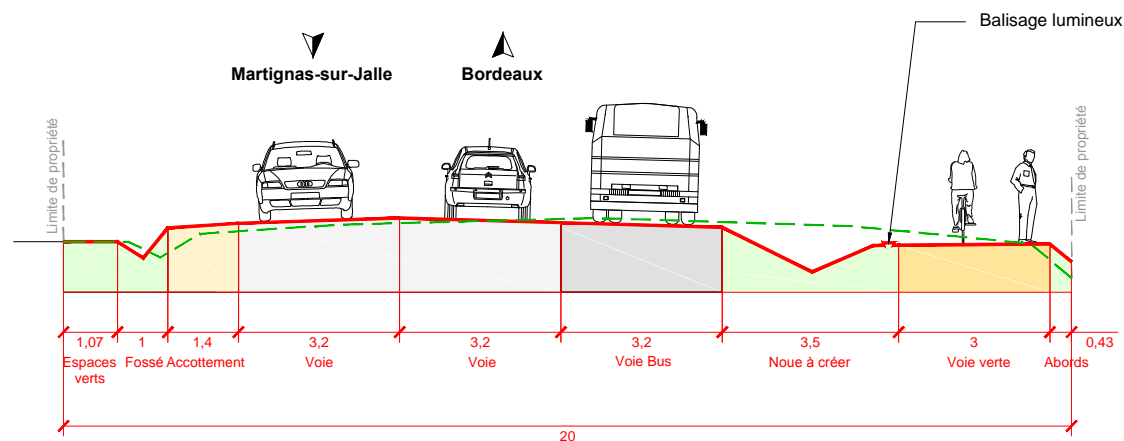 Balisage lumineux
Martignas-sur-Jalle
Bordeaux
Limite de propriété
Limite de propriété
1,07
1
1,4
3,2
3,2
3,2
3,5
3
0,43
Espaces
verts
Fossé
Accottement
Voie
Voie
Voie Bus
Noue à créer
Voie verte
Abords
20